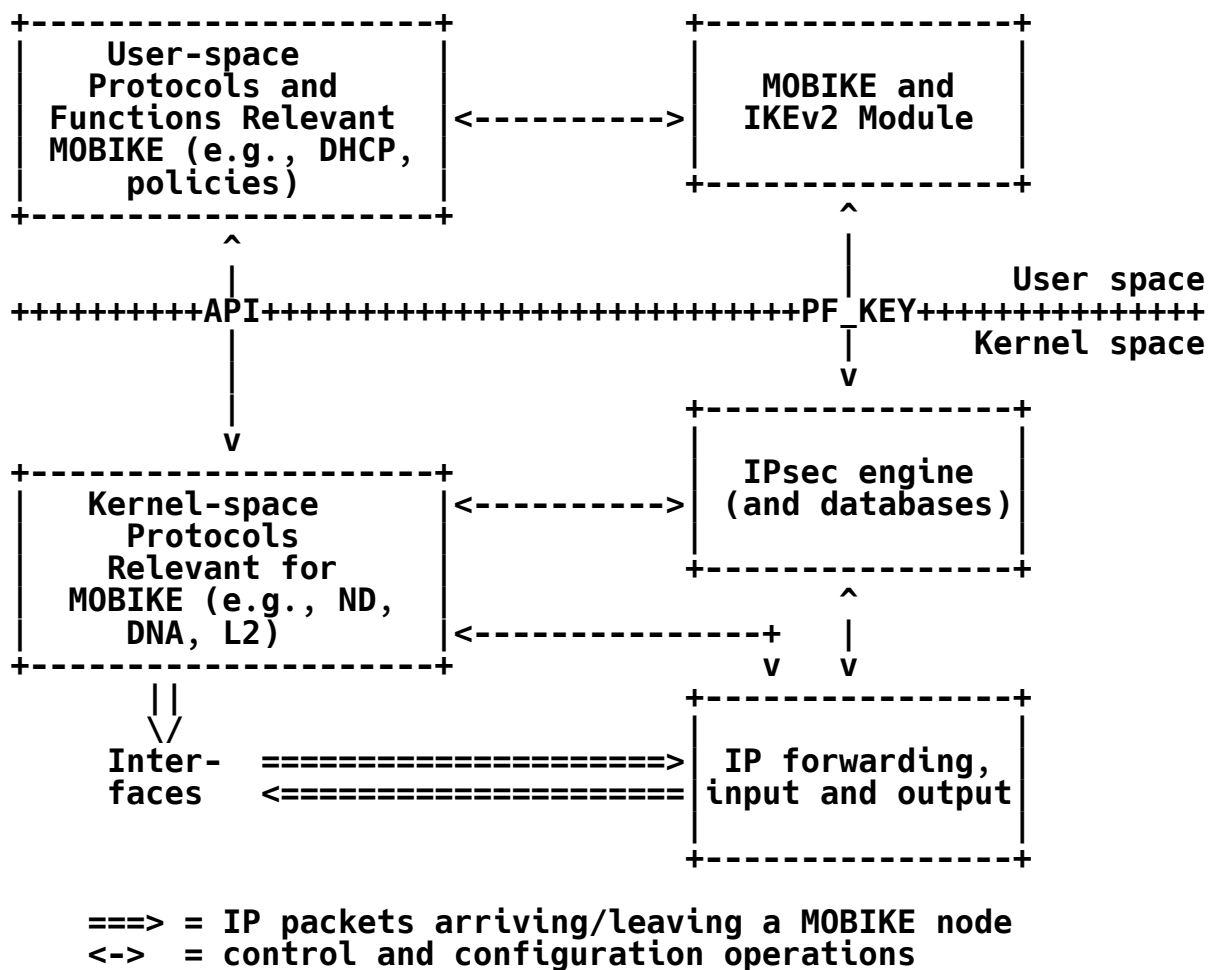 +---------------------+            +----------------+
|    User-space       |            |                |
|   Protocols and     |            |   MOBIKE and   |
| Functions Relevant  |<---------->|  IKEv2 Module  |
| MOBIKE (e.g., DHCP, |            |                |
|     policies)       |            +----------------+
+---------------------+                    ^
           ^                               |
           |                               |        User space
++++++++++API++++++++++++++++++++++++++++PF_KEY+++++++++++++++
           |                               |      Kernel space
           |                               v
           |                       +----------------+
           v                       |                |
+---------------------+            |  IPsec engine  |
|   Kernel-space      |<---------->| (and databases)|
|     Protocols       |            |                |
|    Relevant for     |            +----------------+
|  MOBIKE (e.g., ND,  |                    ^
|     DNA, L2)        |<---------------+   |
+---------------------+                v   v
       ||                          +----------------+
       \/                          |                |
     Inter-  =====================>| IP forwarding, |
     faces   <=====================|input and output|
                                   |                |
                                   +----------------+
    ===> = IP packets arriving/leaving a MOBIKE node
    <->  = control and configuration operations